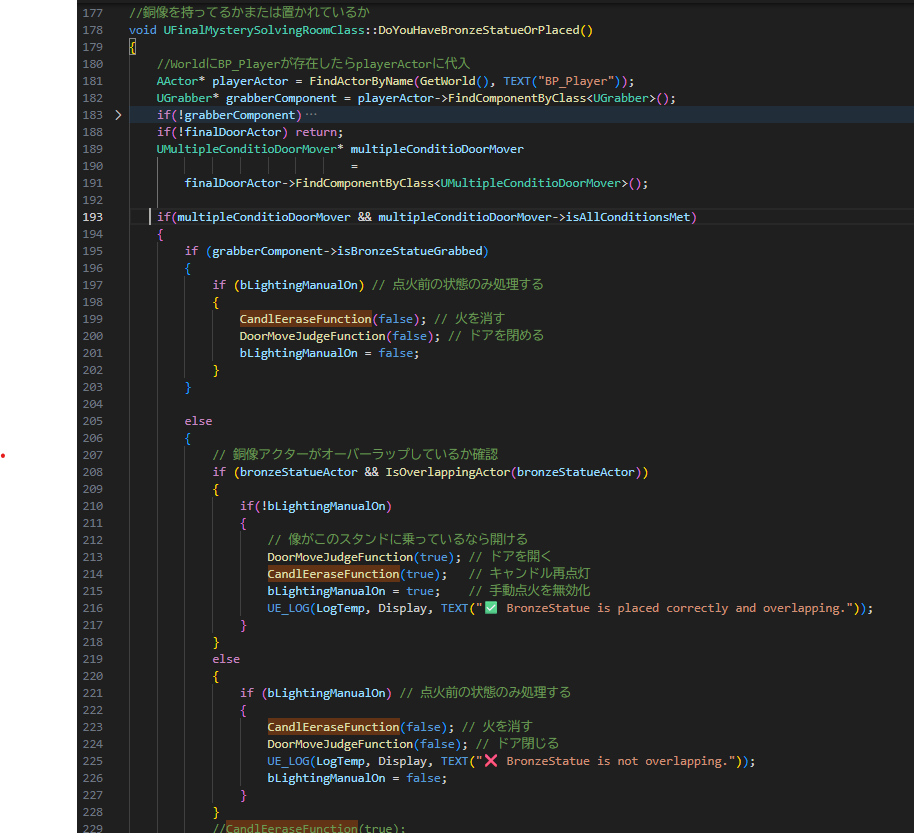 177 //銅像を持ってるかまたは置かれているか
178 void UFinalMysterySolvingRoomClass::DoYouHaveBronzeStatueOrPlaced()
179 {
180 //WorldにBP_Playerが存在したらplayerActorに代入
181 AActor* playerActor = FindActorByName(GetWorld(), TEXT("BP_Player"));
182 UGrabber* grabberComponent = playerActor->FindComponentByClass<UGrabber>();
183 if(!grabberComponent) ···
188 if(!finalDoorActor) return;
189 UMultipleConditioDoorMover* multipleConditioDoorMover
190 =
191 finalDoorActor->FindComponentByClass<UMultipleConditioDoorMover>();
192
193 if(multipleConditioDoorMover && multipleConditioDoorMover->isAllConditionsMet)
194 {
195 if (grabberComponent->isBronzeStatueGrabbed)
196 {
197 if (bLightingManualOn) // 点火前の状態のみ処理する
198 {
199 CandlEeraseFunction(false); // 火を消す
200 DoorMoveJudgeFunction(false); // ドアを閉める
201 bLightingManualOn = false;
202 }
203 }
204
205 else
206 {
207 // 銅像アクターがオーバーラップしているか確認
208 if (bronzeStatueActor && IsOverlappingActor(bronzeStatueActor))
209 {
210 if(!bLightingManualOn)
211 {
212 // 像がこのスタンドに乗っているなら開ける
213 DoorMoveJudgeFunction(true); // ドアを開く
214 CandlEeraseFunction(true); // キャンドル再点灯
215 bLightingManualOn = true; // 手動点火を無効化
216 UE_LOG(LogTemp, Display, TEXT("✅ BronzeStatue is placed correctly and overlapping."));
217 }
218 }
219 else
220 {
221 if (bLightingManualOn) // 点火前の状態のみ処理する
222 {
223 CandlEeraseFunction(false); // 火を消す
224 DoorMoveJudgeFunction(false); // ドア閉じる
225 UE_LOG(LogTemp, Display, TEXT("❌ BronzeStatue is not overlapping."));
226 bLightingManualOn = false;
227 }
228 }
229 //CandlEeraseFunction(true);